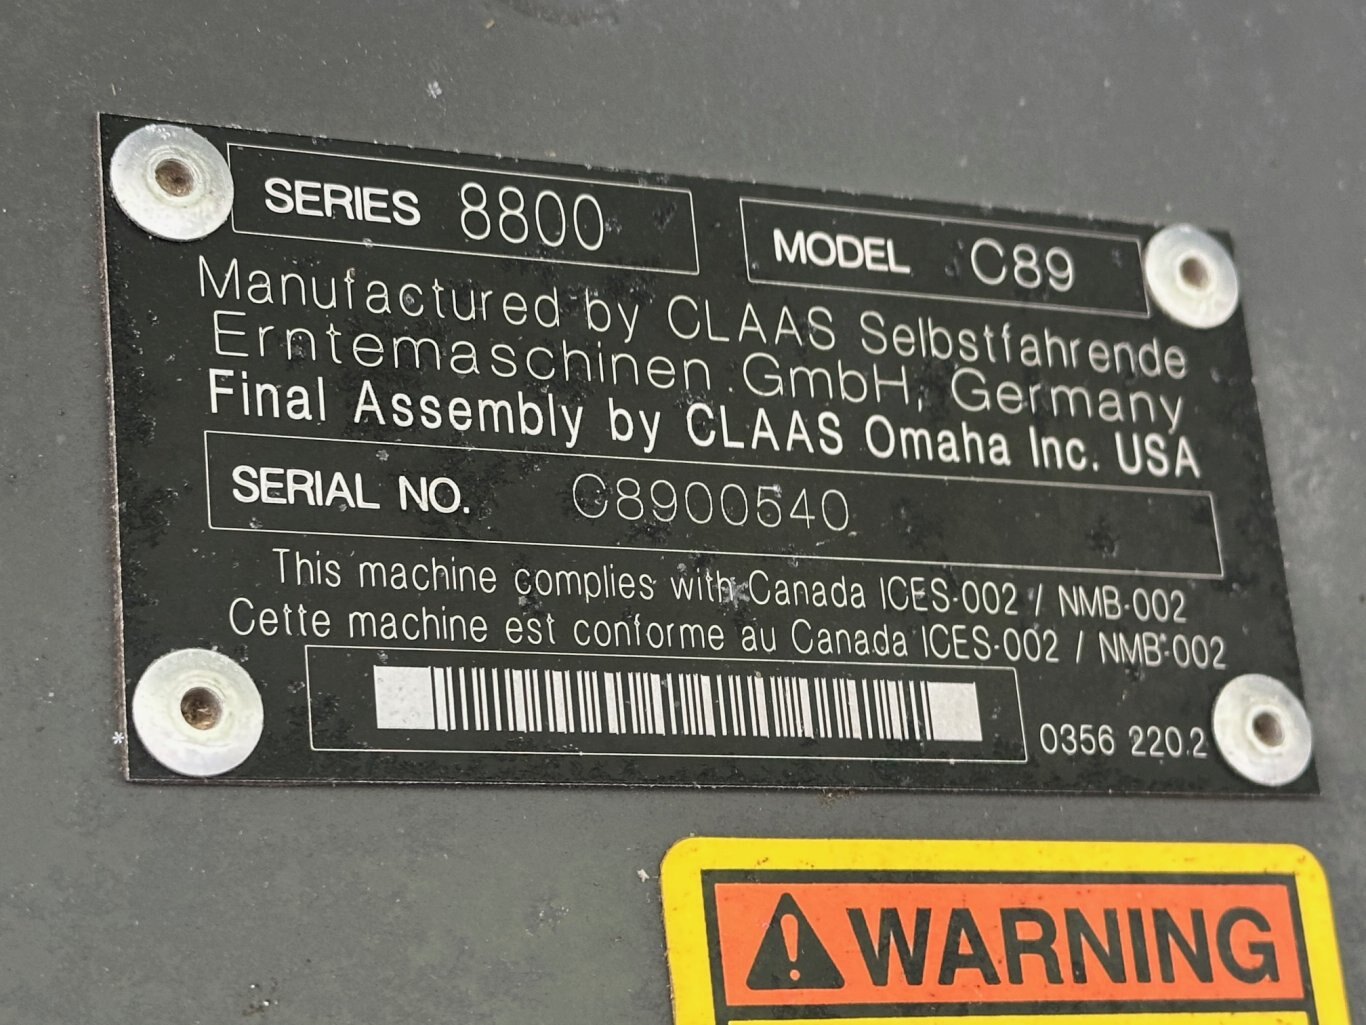 SERIES 8800 MODEL C89
Manufactured by CLAAS Selbstfahrende
Erntemaschinen GmbH, Germany
Final Assembly by CLAAS Omaha Inc. USA
SERIAL NO. C8900540
This machine complies with Canada ICES-002 / NMB-002
Cette machine est conforme au Canada ICES-002 / NMB-002
0356 220.2
WARNING